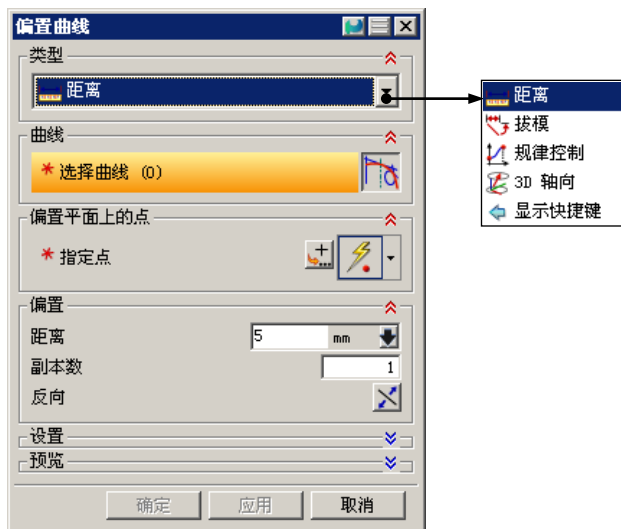 偏置曲线
类型
距离
曲线
* 选择曲线 (0)
偏置平面上的点
* 指定点
偏置
距离
5 mm
副本数
1
反向
设置
预览
确定
应用
取消
距离
拔模
规律控制
3D 轴向
显示快捷键